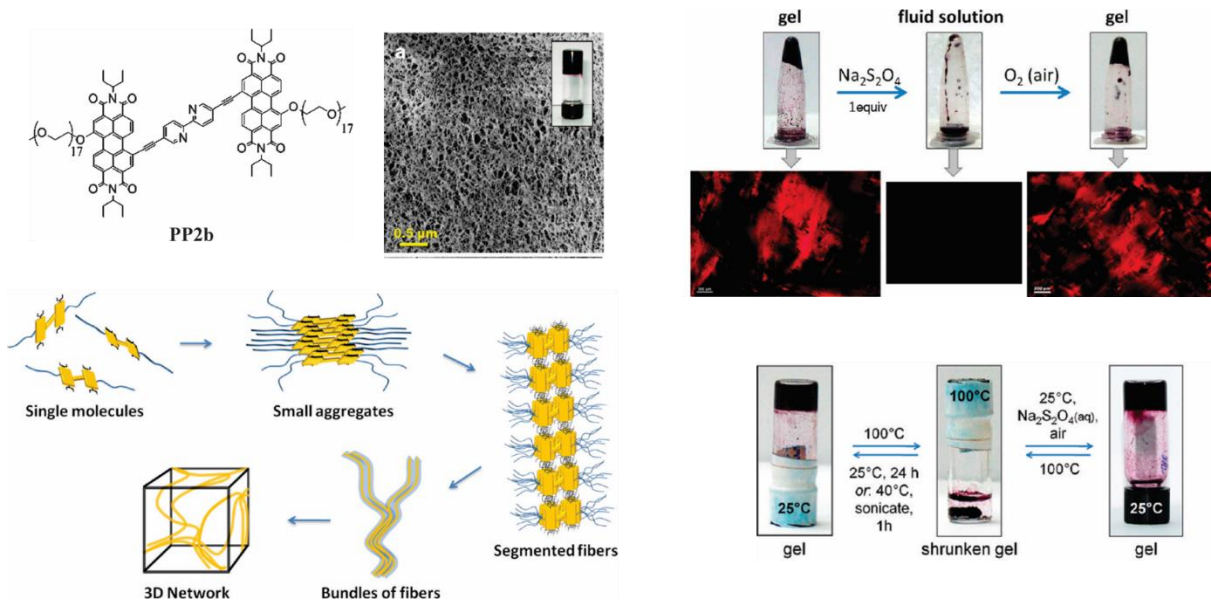 O
N
O
O
N
O
O
O
17
N
N
O
N
O
O
N
O
O
O
17
PP2b
a
0.5 µm
Single molecules
Small aggregates
Segmented fibers
Bundles of fibers
3D Network
gel
fluid solution
gel
Na₂S₂O₄
1equiv
O₂ (air)
100°C
25°C, 24 h
or: 40°C,
sonicate,
1h
25°C,
Na₂S₂O₄(aq),
air
100°C
25°C
100°C
25°C
gel
shrunken gel
gel